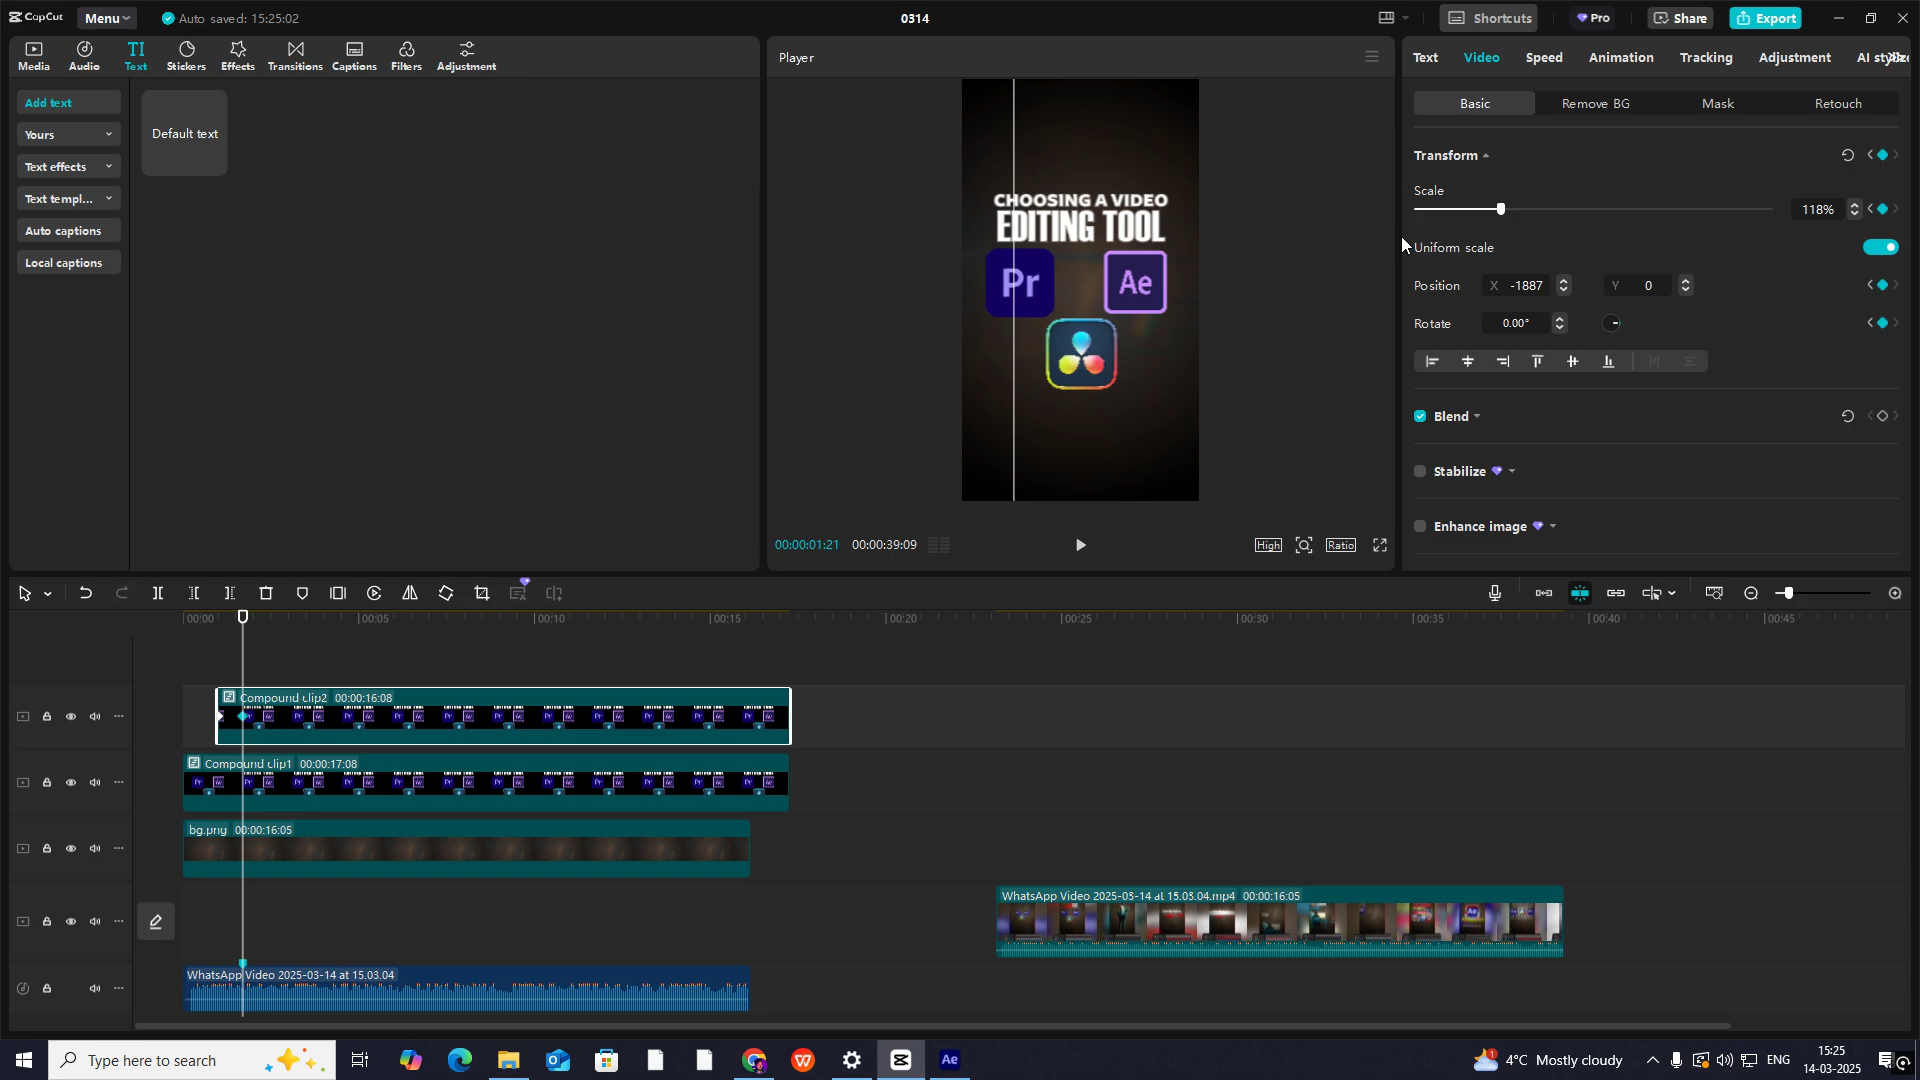 CapCut
Menu
Auto saved: 15:25:02
0314
Shortcuts
Pro
Share
Export
Media
Audio
Text
Stickers
Effects
Transitions
Captions
Filters
Adjustment
Add text
Yours
Text effects
Text templ...
Auto captions
Local captions
Default text
Player
CHOOSING A VIDEO
EDITING TOOL
Pr
Ae
00:00:01:21
00:00:39:09
High
Ratio
Text
Video
Speed
Animation
Tracking
Adjustment
Basic
Remove BG
Mask
Retouch
Transform
Scale
118%
Uniform scale
Position
X -1887
Y 0
Rotate
0.00°
Blend
Stabilize
Enhance image
00:00
00:05
00:10
00:15
00:20
00:25
00:30
00:35
00:40
00:45
Compound clip2 00:00:16:08
Compound clip1 00:00:17:08
bg.png 00:00:16:05
WhatsApp Video 2025-03-14 at 15.03.04.mp4 00:00:16:05
WhatsApp Video 2025-03-14 at 15.03.04
Type here to search
Ae
1
4°C Mostly cloudy
ENG
15:25
14-03-2025